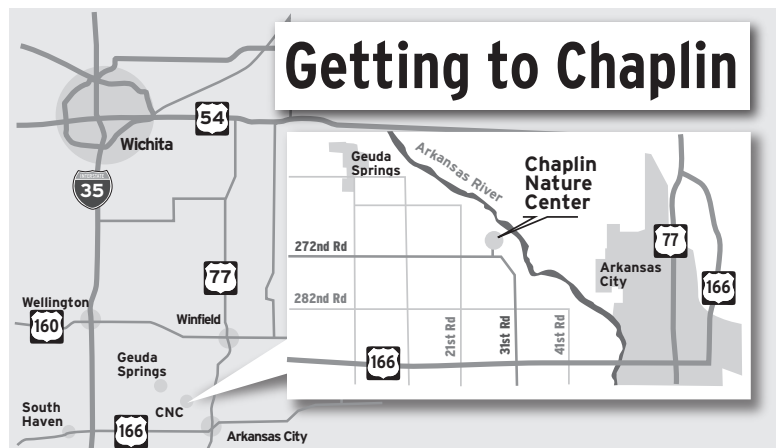 Getting to Chaplin
54
Wichita
INTERSTATE
35
77
Wellington
160
Winfield
Geuda
Springs
CNC
South
Haven
166
Arkansas City
Geuda
Springs
Arkansas River
Chaplin
Nature
Center
272nd Rd
282nd Rd
21st Rd
31st Rd
41st Rd
166
Arkansas
City
77
166